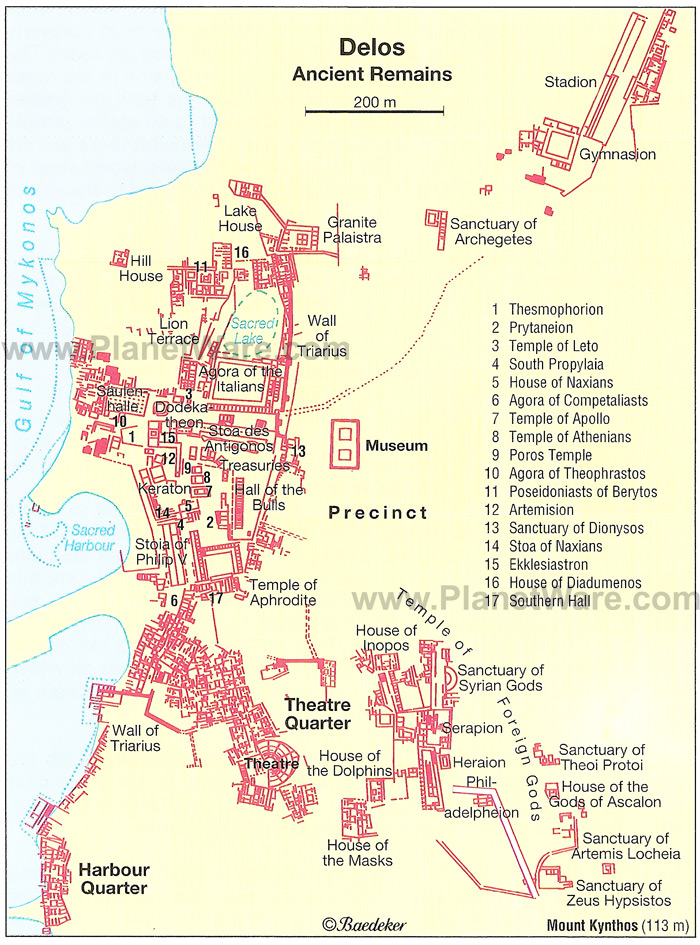 Delos
Ancient Remains
200 m
Stadion
Gymnasion
Gulf of Mykonos
Lake
House
Granite
Palaistra
Sanctuary of
Archegetes
Hill
House
16
11
Lion
Terrace
Sacred
Lake
Wall
of
Triarius
www.PlanetWare.com
Agora of the
Italians
Säulen-
halle
3
Dodeka-
theon
10
1
15
Stoa des
Antigonos
13
Museum
12
9
Treasuries
8
Keraton
7
Hall of the
Bulls
5
14
4
2
Precinct
Sacred
Harbour
Stoia of
Philip V
Temple of
Aphrodite
6
17
1 Thesmophorion
2 Prytaneion
3 Temple of Leto
4 South Propylaia
5 House of Naxians
6 Agora of Competaliasts
7 Temple of Apollo
8 Temple of Athenians
9 Poros Temple
10 Agora of Theophrastos
11 Poseidoniasts of Berytos
12 Artemision
13 Sanctuary of Dionysos
14 Stoa of Naxians
15 Ekklesiastron
16 House of Diadumenos
17 Southern Hall
www.PlanetWare.com
Temple of Foreign Gods
House of
Inopos
Sanctuary of
Syrian Gods
Theatre
Quarter
Serapion
Wall of
Triarius
Theatre
House of
the Dolphins
Heraion
Phil-
adelpheion
Sanctuary of
Theoi Protoi
House of the
Gods of Ascalon
House of
the Masks
Sanctuary of
Artemis Locheia
Harbour
Quarter
Sanctuary of
Zeus Hypsistos
©Baedeker
Mount Kynthos (113 m)